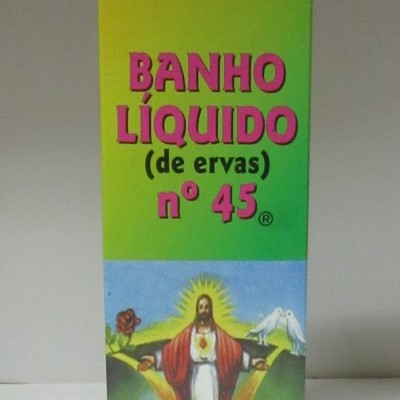 BANHO
LÍQUIDO
(de ervas)
nº 45 ®